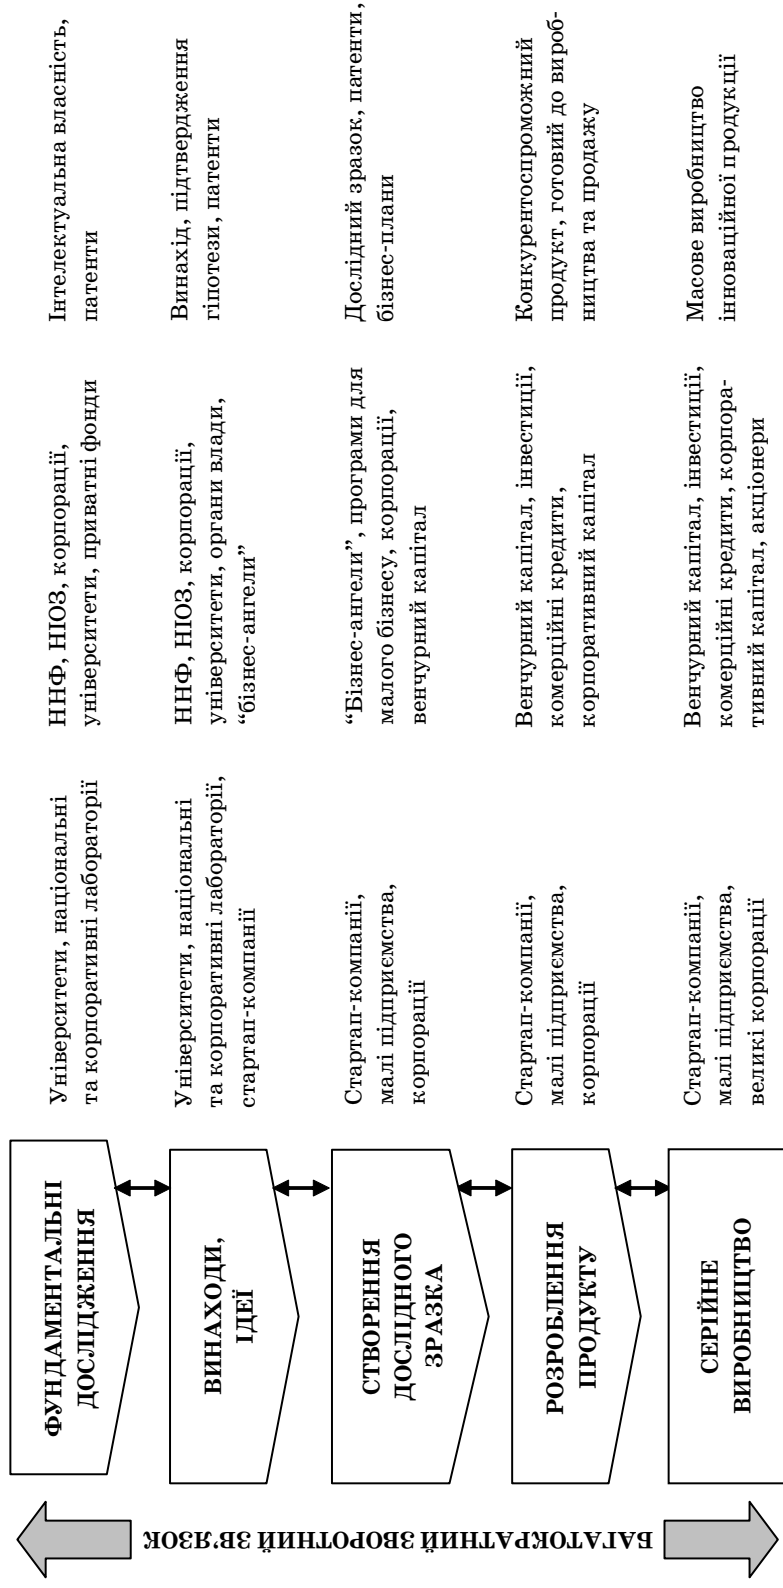 БАГАТОКРАТНИЙ ЗВОРОТНИЙ ЗВ’ЯЗОК
ФУНДАМЕНТАЛЬНІ
ДОСЛІДЖЕННЯ
Університети, національні
та корпоративні лабораторії
ННФ, НІОЗ, корпорації,
університети, приватні фонди
Інтелектуальна власність,
патенти
ВИНАХОДИ,
ІДЕЇ
Університети, національні
та корпоративні лабораторії,
стартап-компанії
ННФ, НІОЗ, корпорації,
університети, органи влади,
“бізнес-ангели”
Винахід, підтвердження
гіпотези, патенти
СТВОРЕННЯ
ДОСЛІДНОГО
ЗРАЗКА
Стартап-компанії,
малі підприємства,
корпорації
“Бізнес-ангели”, програми для
малого бізнесу, корпорації,
венчурний капітал
Дослідний зразок, патенти,
бізнес-плани
РОЗРОБЛЕННЯ
ПРОДУКТУ
Стартап-компанії,
малі підприємства,
корпорації
Венчурний капітал, інвестиції,
комерційні кредити,
корпоративний капітал
Конкурентоспроможний
продукт, готовий до вироб-
ництва та продажу
СЕРІЙНЕ
ВИРОБНИЦТВО
Стартап-компанії,
малі підприємства,
великі корпорації
Венчурний капітал, інвестиції,
комерційні кредити, корпора-
тивний капітал, акціонери
Масове виробництво
інноваційної продукції